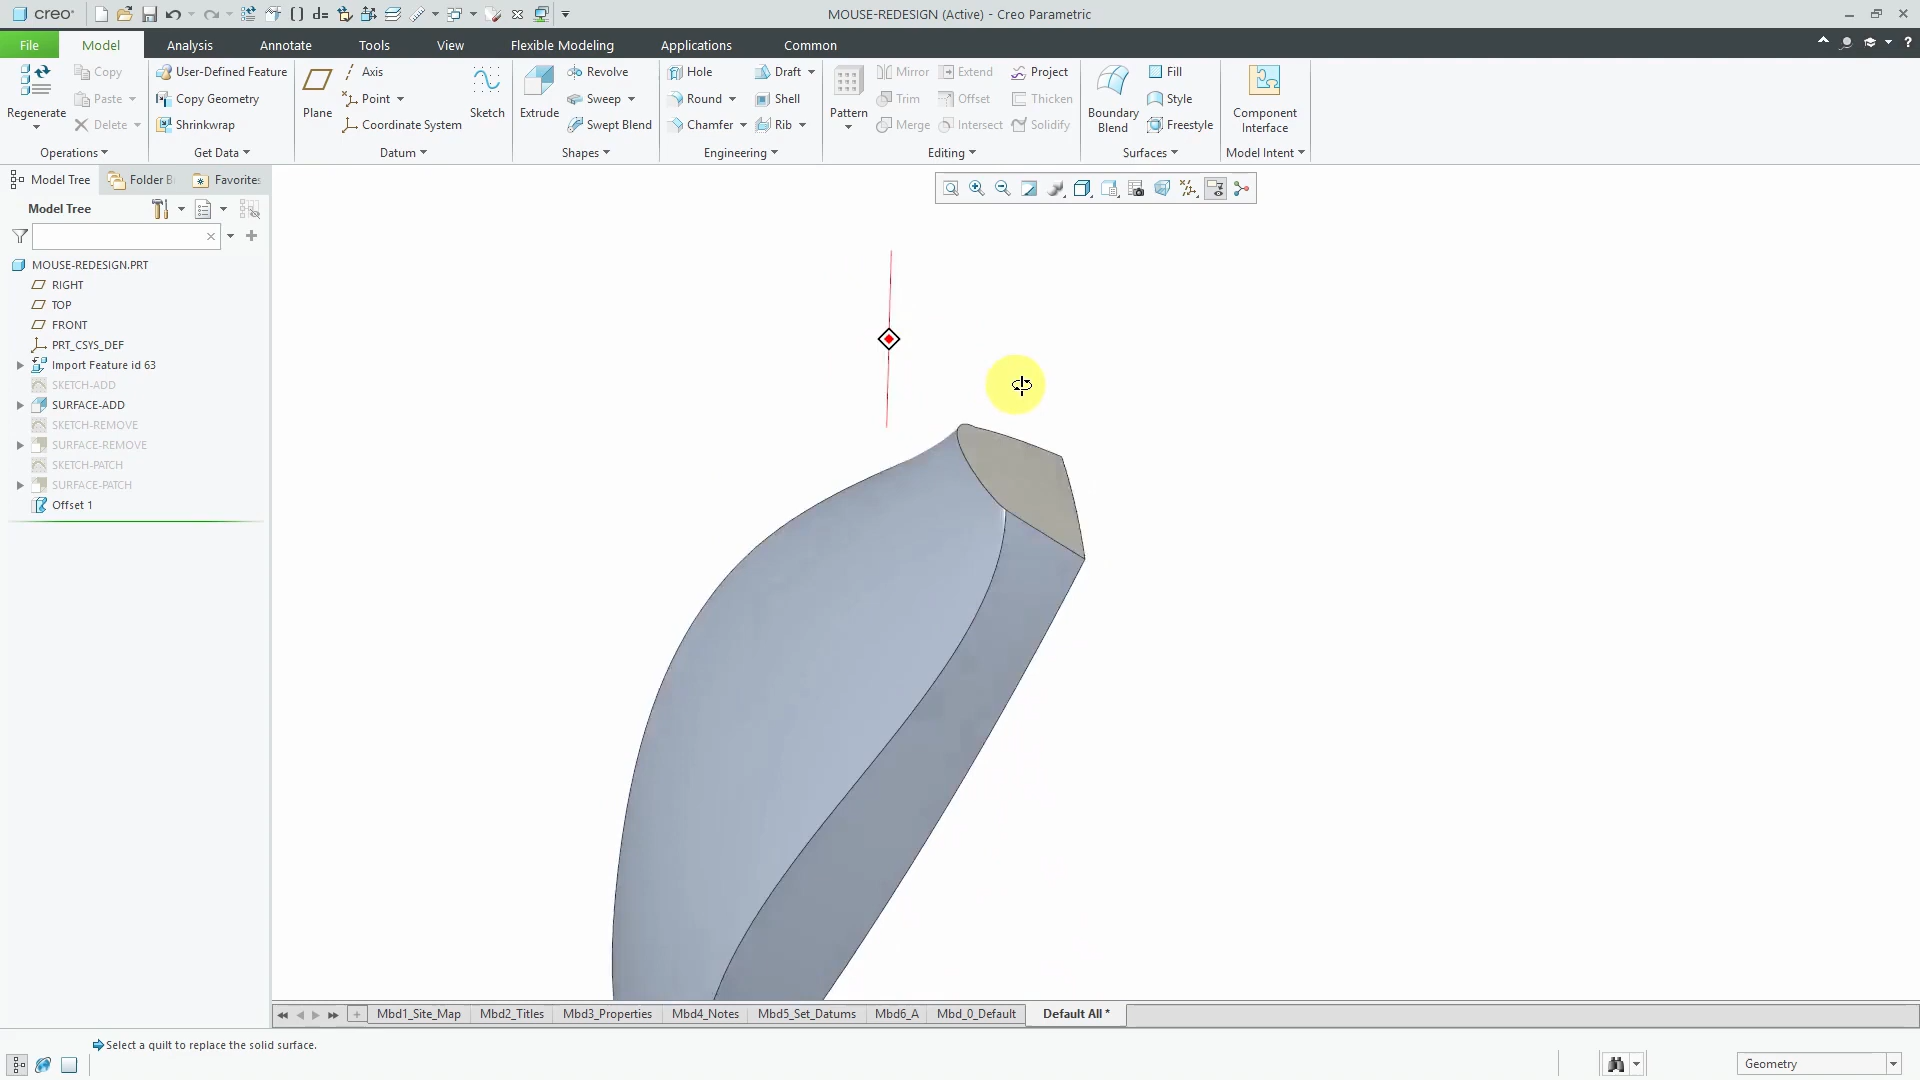 creo
MOUSE-REDESIGN (Active) - Creo Parametric
File Model Analysis Annotate Tools View Flexible Modeling Applications Common
Regenerate
Copy
Paste
Delete
Operations
User-Defined Feature
Copy Geometry
Shrinkwrap
Get Data
Plane
Axis
Point
Coordinate System
Sketch
Datum
Extrude
Revolve
Sweep
Swept Blend
Shapes
Hole
Round
Chamfer
Draft
Shell
Rib
Engineering
Pattern
Mirror
Trim
Merge
Extend
Offset
Intersect
Project
Thicken
Solidify
Editing
Boundary
Blend
Fill
Style
Freestyle
Surfaces
Component
Interface
Model Intent
Model Tree Folder B Favorites
Model Tree
MOUSE-REDESIGN.PRT
RIGHT
TOP
FRONT
PRT_CSYS_DEF
Import Feature id 63
SKETCH-ADD
SURFACE-ADD
SKETCH-REMOVE
SURFACE-REMOVE
SKETCH-PATCH
SURFACE-PATCH
Offset 1
Mbd1_Site_Map Mbd2_Titles Mbd3_Properties Mbd4_Notes Mbd5_Set_Datums Mbd6_A Mbd_0_Default Default All *
Select a quilt to replace the solid surface.
Geometry